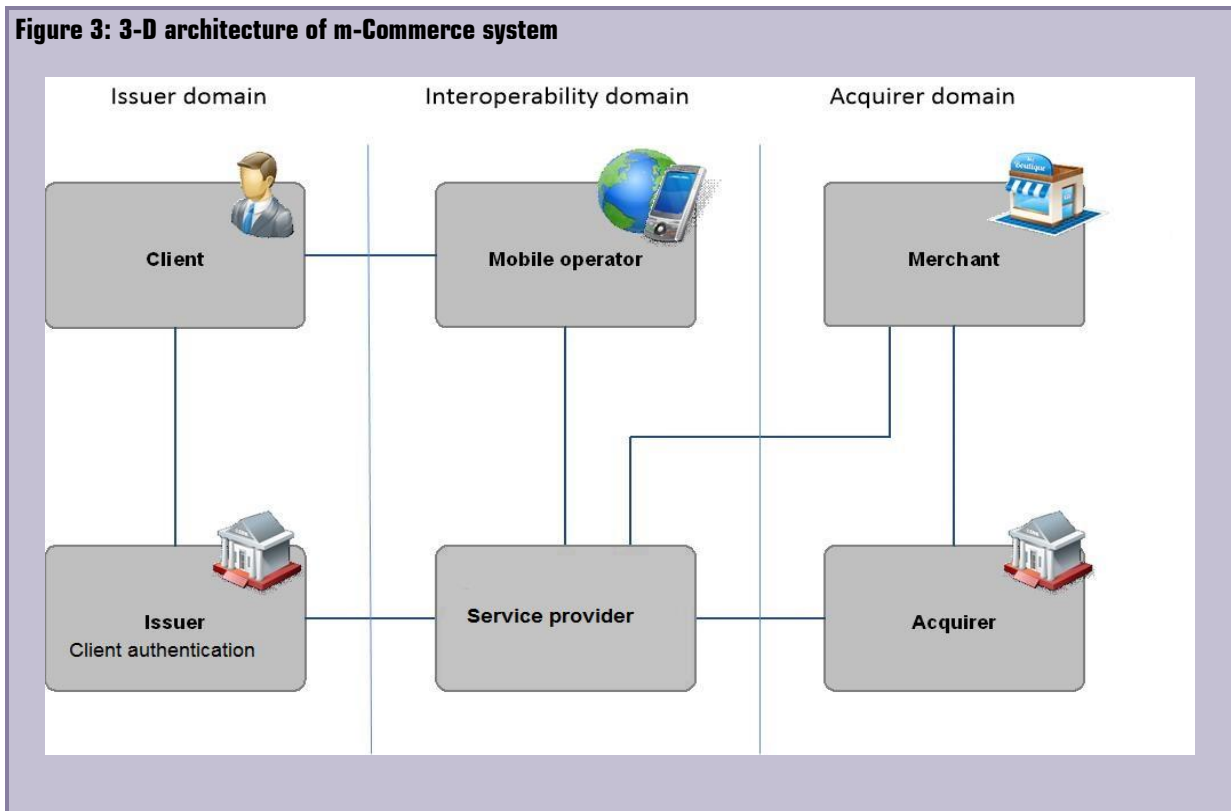 Figure 3: 3-D architecture of m-Commerce system
Issuer domain
Interoperability domain
Acquirer domain
Boutique
Client
Mobile operator
Merchant
Issuer
Client authentication
Service provider
Acquirer